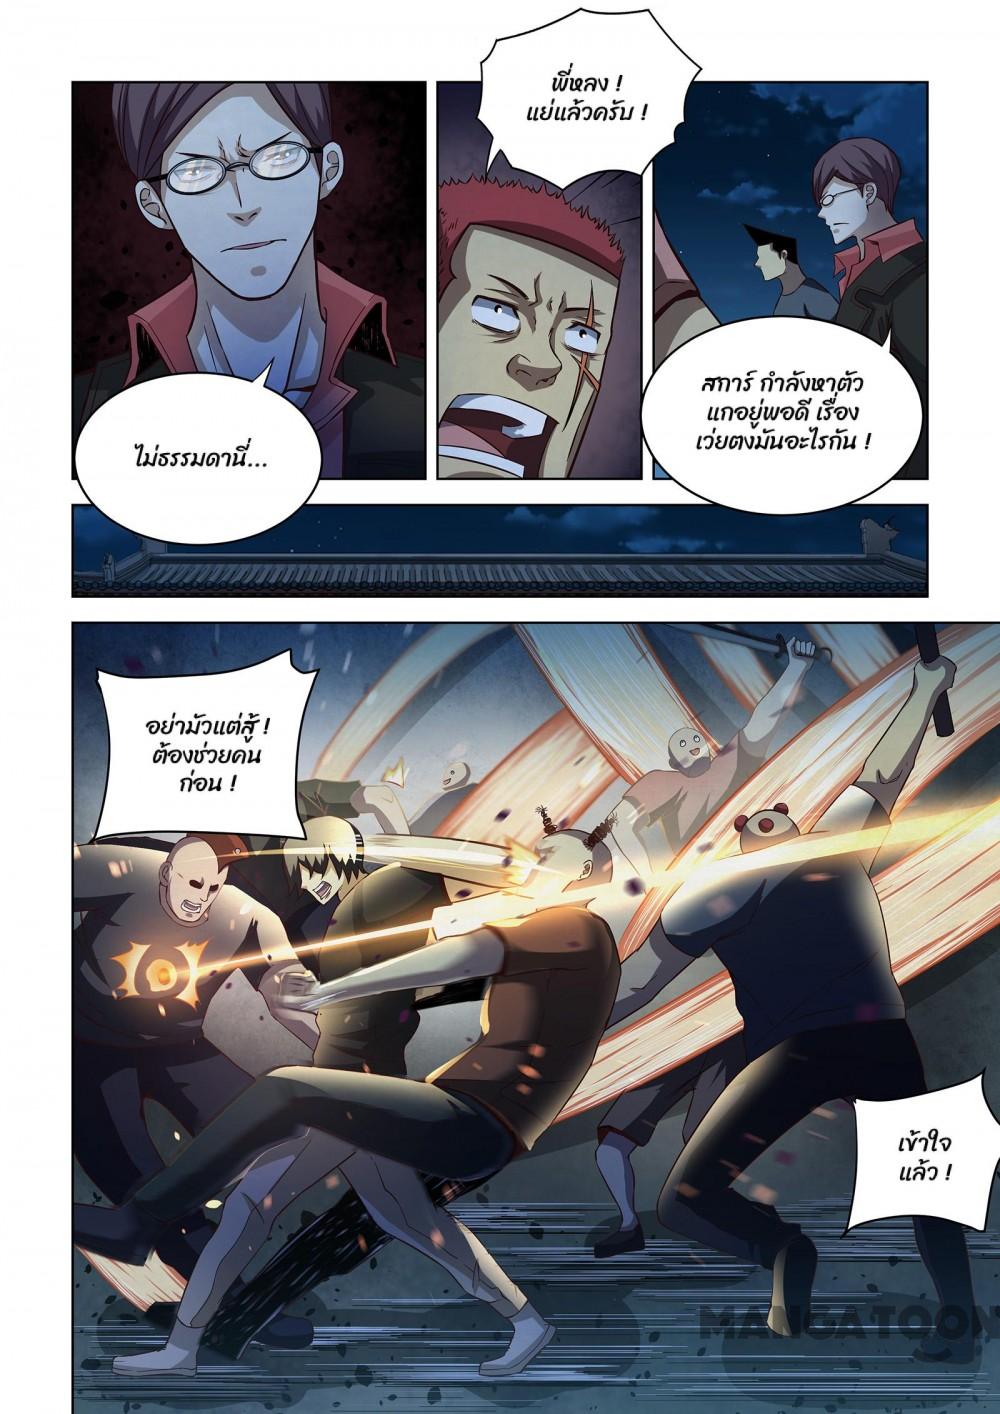 พี่หลง !
แย่แล้วครับ !
ไม่ธรรมดานี่...
สการ์ กำลังหาตัว
แกอยู่พอดี เรื่อง
เว่ยตงมันอะไรกัน !
อย่ามัวแต่สู้ !
ต้องช่วยคน
ก่อน !
เข้าใจ
แล้ว !
MANGATOON